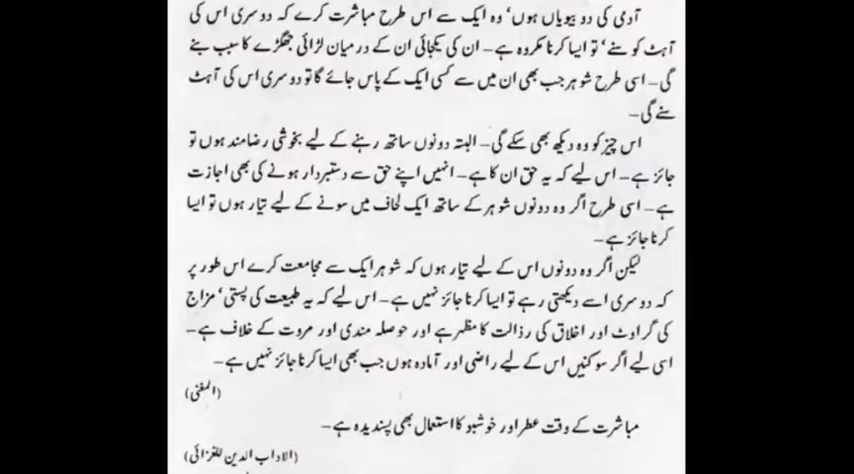 آدمی کی دو بیویاں ہوں' وہ ایک سے اس طرح مباشرت کرے کہ دوسری اس کی
آہٹ کو سنے' تو ایسا کرنا مکروہ ہے۔ ان کی یکجائی ان کے درمیان لڑائی جھگڑے کا سبب بنے
گی۔ اسی طرح شوہر جب بھی ان میں سے کسی ایک کے پاس جائے گا تو دوسری اس کی آہٹ
سنے گی۔
اس چیز کو وہ دیکھ بھی سکے گی۔ البتہ دونوں ساتھ رہنے کے لیے بخوشی رضامند ہوں تو
جائز ہے۔ اس لیے کہ یہ حق ان کا ہے۔ انہیں اپنے حق سے دستبردار ہونے کی بھی اجازت
ہے۔ اسی طرح اگر وہ دونوں شوہر کے ساتھ ایک لحاف میں سونے کے لیے تیار ہوں تو ایسا
کرنا جائز ہے۔
لیکن اگر وہ دونوں اس کے لیے تیار ہوں کہ شوہر ایک سے مجامعت کرے اس طور پر
کہ دوسری اسے دیکھتی رہے تو ایسا کرنا جائز نہیں ہے۔ اس لیے کہ یہ طبیعت کی پستی' مزاج
کی گراوٹ اور اخلاق کی رذالت کا مظہر ہے اور حوصلہ مندی اور مروت کے خلاف ہے۔
اسی لیے اگر سوکنیں اس کے لیے راضی اور آمادہ ہوں جب بھی ایسا کرنا جائز نہیں ہے۔
(المغنی)
مباشرت کے وقت عطر اور خوشبو کا استعمال بھی پسندیدہ ہے۔
(الاداب الدین للغزائی)